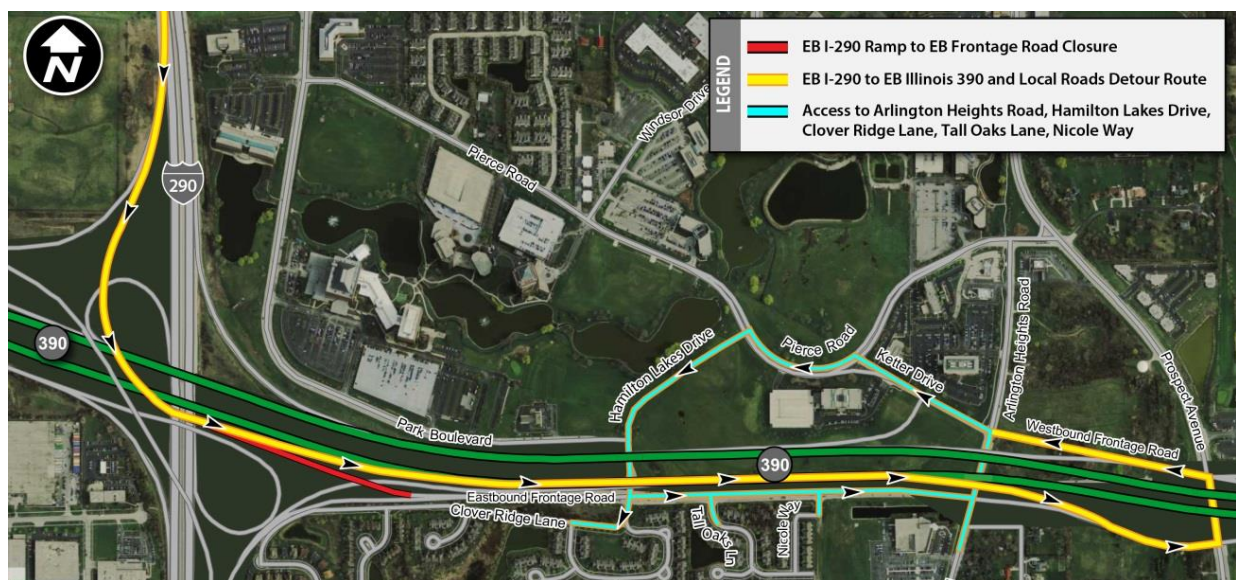 N
LEGEND
EB I-290 Ramp to EB Frontage Road Closure
EB I-290 to EB Illinois 390 and Local Roads Detour Route
Access to Arlington Heights Road, Hamilton Lakes Drive,
Clover Ridge Lane, Tall Oaks Lane, Nicole Way
Windsor Drive
Pierce Road
290
390
Hamilton Lakes Drive
Pierce Road
Ketter Drive
Arlington Heights Road
Prospect Avenue
Park Boulevard
Westbound Frontage Road
390
Eastbound Frontage Road
Clover Ridge Lane
Tall Oaks Ln
Nicole Way